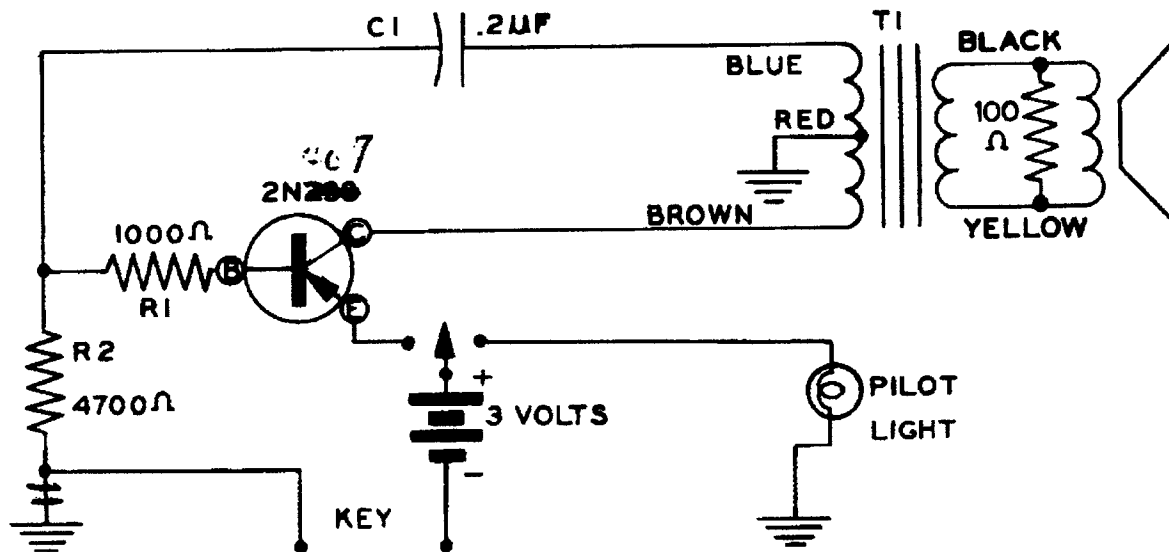 C1 .2µF T1
BLUE BLACK
RED 100
Ω
2N
BROWN YELLOW
1000Ω C
B
R1 E
R2
4700Ω
+
3 VOLTS
-
PILOT
LIGHT
KEY